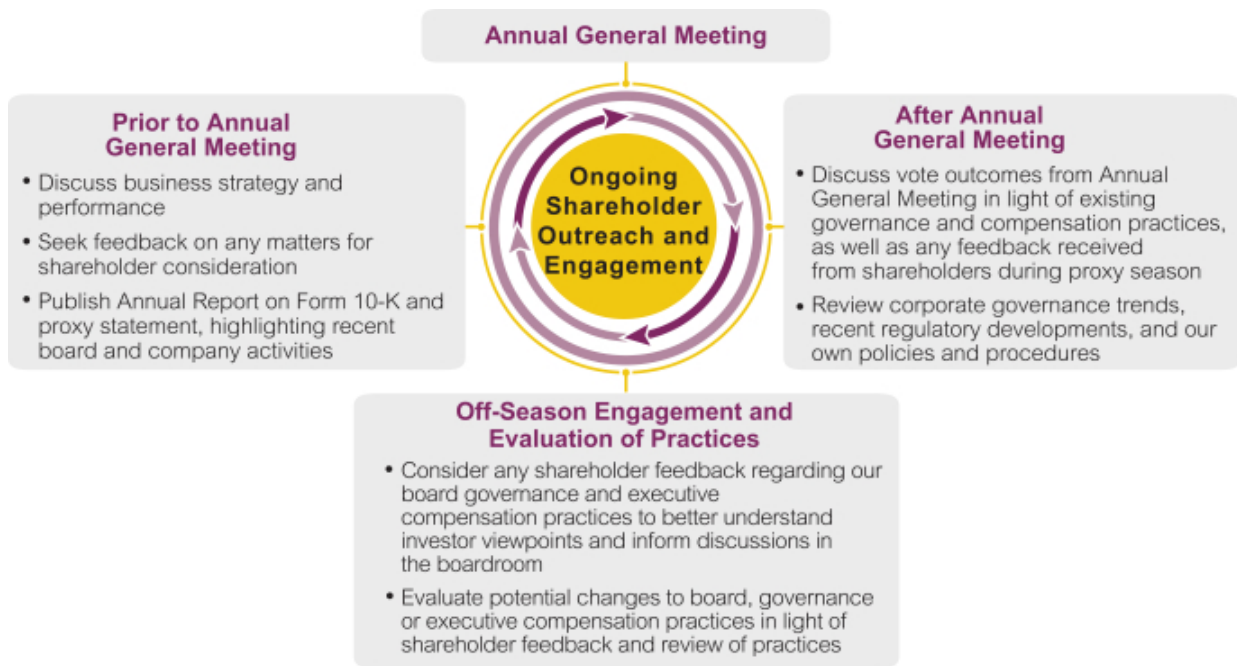 Annual General Meeting
Prior to Annual
General Meeting
• Discuss business strategy and
performance
• Seek feedback on any matters for
shareholder consideration
• Publish Annual Report on Form 10-K and
proxy statement, highlighting recent
board and company activities
Ongoing
Shareholder
Outreach and
Engagement
After Annual
General Meeting
• Discuss vote outcomes from Annual
General Meeting in light of existing
governance and compensation practices,
as well as any feedback received
from shareholders during proxy season
• Review corporate governance trends,
recent regulatory developments, and our
own policies and procedures
Off-Season Engagement and
Evaluation of Practices
• Consider any shareholder feedback regarding our
board governance and executive
compensation practices to better understand
investor viewpoints and inform discussions in
the boardroom
• Evaluate potential changes to board, governance
or executive compensation practices in light of
shareholder feedback and review of practices